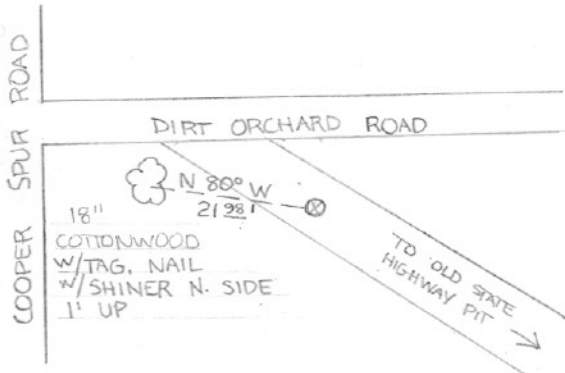 COOPER SPUR ROAD
DIRT ORCHARD ROAD
N 80° W
21.98'
18"
COTTONWOOD
W/TAG, NAIL
W/SHINER N. SIDE
1' UP
TO OLD STATE
HIGHWAY PIT